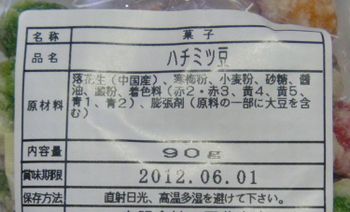 名称 菓子
品名 ハチミツ豆
落花生（中国産）、寒梅粉、小麦粉、砂糖、醤
油、澱粉、着色料（赤2・赤3、黄4、黄5、
原材料 青1、青2）、膨張剤（原料の一部に大豆を含
む）
内容量 90g
賞味期限 2012.06.01
保存方法 直射日光、高温多湿を避けて下さい。